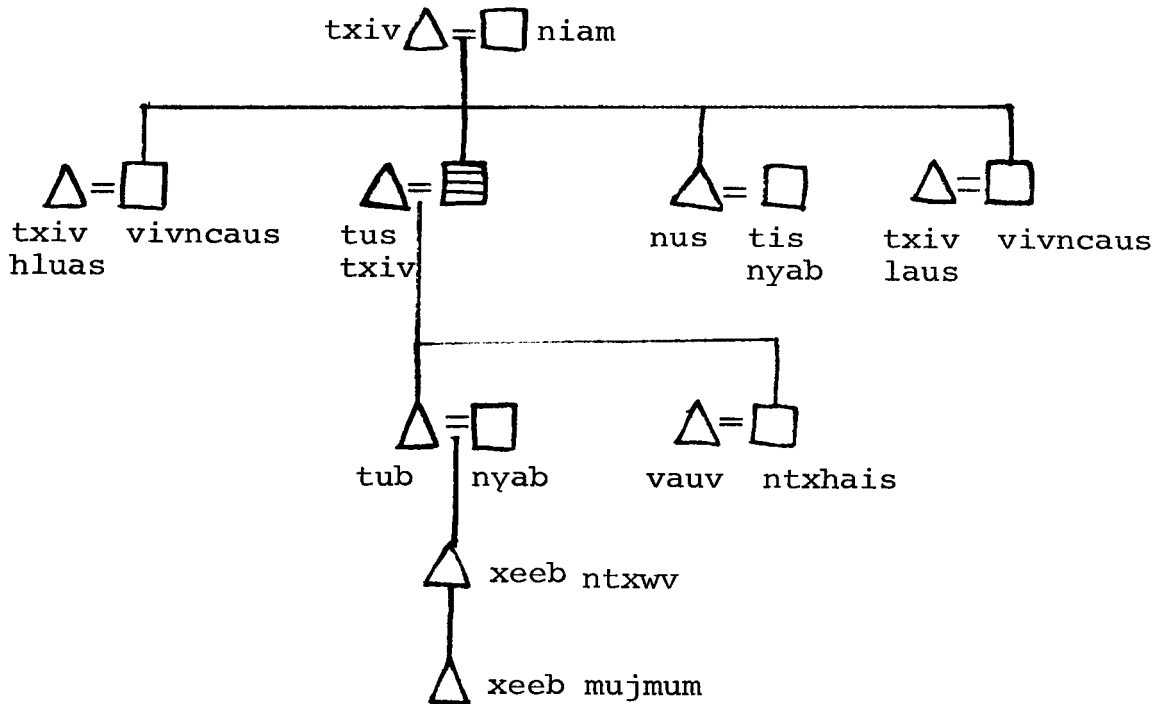 txiv niam
txiv vivncaus tus nus tis txiv vivncaus
hluas txiv nyab laus
tub nyab vauv ntxhais
xeeb ntxwv
xeeb mujmum